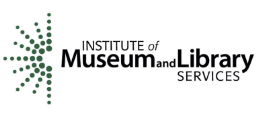 INSTITUTE of
Museum and Library
SERVICES